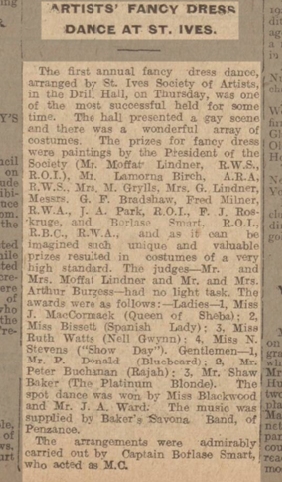 ARTISTS' FANCY DRESS
DANCE AT ST. IVES.
The first annual fancy dress dance,
arranged by St. Ives Society of Artists,
in the Drill Hall, on Thursday, was one
of the most successful held for some
time. The hall presented a gay scene
and there was a wonderful array of
costumes. The prizes for fancy dress
were paintings by the President of the
Society (Mr. Moffat Lindner, R.W.S.,
R.O.I.), Mr. Lamorna Birch, A.R.A,
R.W.S., Mrs. M. Grylls, Mrs. G. Lindner,
Messrs. G. F. Bradshaw, Fred Milner,
R.W.A., J. A. Park, R.O.I., F. J. Ros-
kruge, and Borlase Smart, R.O.I.,
R.B.C., R.W.A., and as it can be
imagined such unique and valuable
prizes resulted in costumes of a very
high standard. The judges—Mr. and
Mrs. Moffat Lindner and Mr. and Mrs.
Arthur Burgess—had no light task. The
awards were as follows:—Ladies—1, Miss
J. MacCormack (Queen of Sheba); 2,
Miss Bissett (Spanish Lady); 3, Miss
Ruth Watts (Nell Gwynn); 4, Miss N.
Stevens ("Show Day"). Gentlemen—1,
Mr. P. Donald (Bluebeard); 2, Mr.
Peter Buchanan (Rajah); 3, Mr. Shaw
Baker (The Platinum Blonde). The
spot dance was won by Miss Blackwood
and Mr. J. A. Ward. The music was
supplied by Baker's Savona Band, of
Penzance.
The arrangements were admirably
carried out by Captain Borlase Smart,
who acted as M.C.